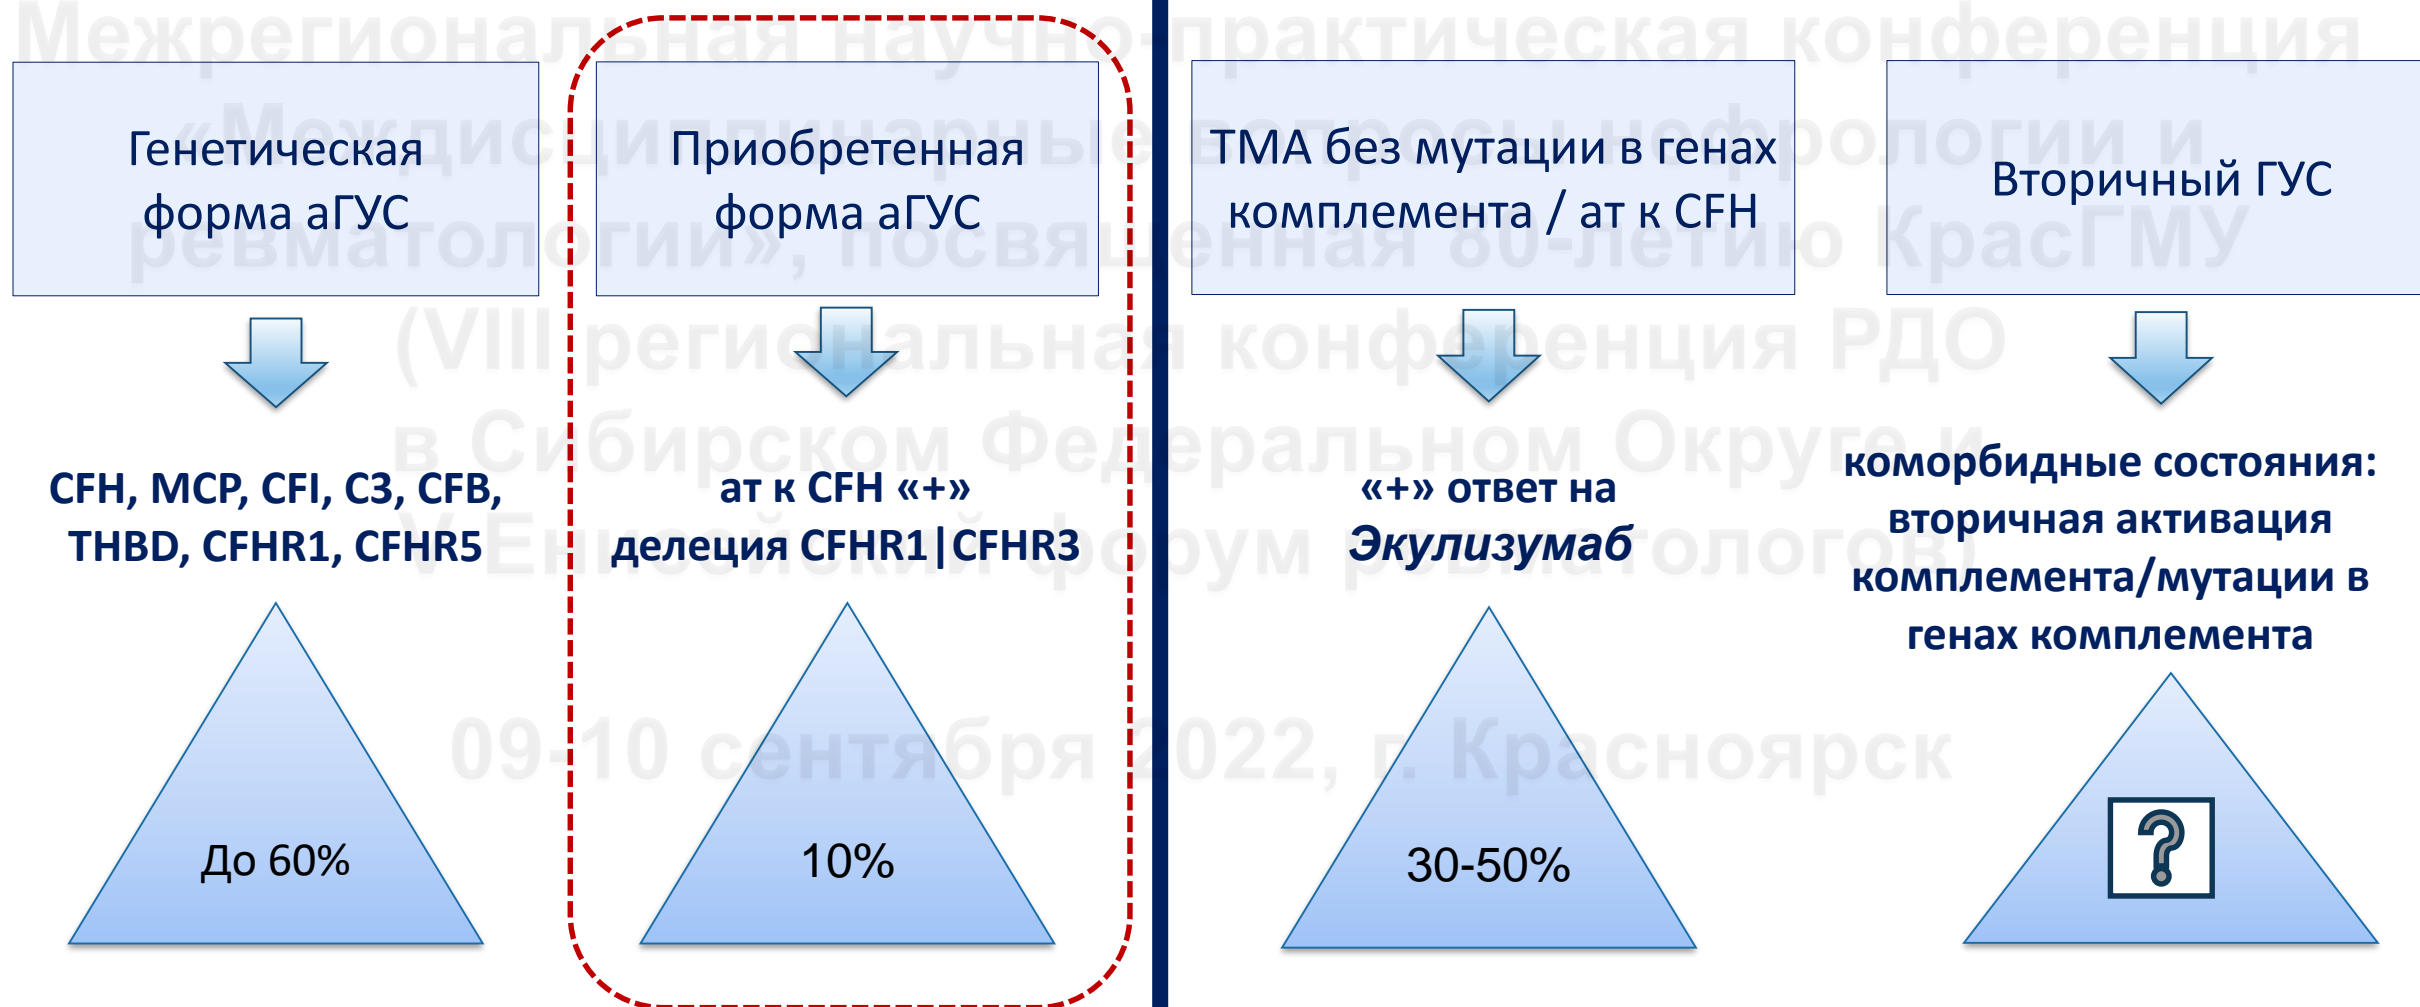 Межрегиональная научно-практическая конференция
«Междисциплинарные вопросы нефрологии и
ревматологии», посвященная 80-летию КрасГМУ
(VIII региональная конференция РДО
в Сибирском Федеральном Округе и
V Енисейский форум ревматологов)
09-10 сентября 2022, г. Красноярск
Генетическая
форма аГУС
CFH, MCP, CFI, C3, CFB,
THBD, CFHR1, CFHR5
До 60%
Приобретенная
форма аГУС
ат к CFH «+»
делеция CFHR1|CFHR3
10%
ТМА без мутации в генах
комплемента / ат к CFH
«+» ответ на
Экулизумаб
30-50%
Вторичный ГУС
коморбидные состояния:
вторичная активация
комплемента/мутации в
генах комплемента
?